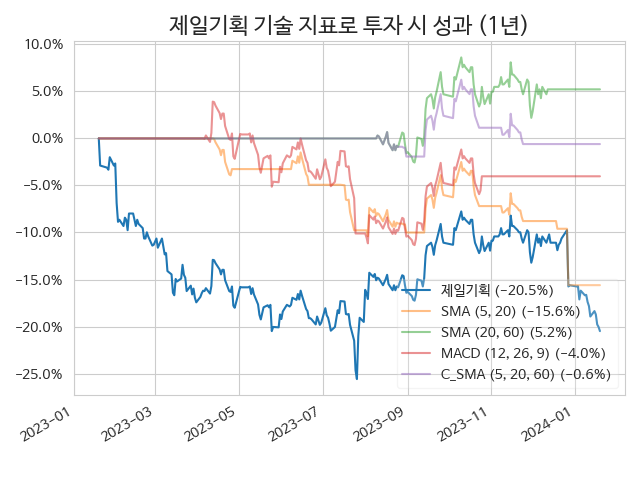 제일기획 기술 지표로 투자 시 성과 (1년)
10.0%
5.0%
0.0%
−5.0%
−10.0%
−15.0%
−20.0%
−25.0%
제일기획 (−20.5%)
SMA (5, 20) (−15.6%)
SMA (20, 60) (5.2%)
MACD (12, 26, 9) (−4.0%)
C_SMA (5, 20, 60) (−0.6%)
2023−01
2023−03
2023−05
2023−07
2023−09
2023−11
2024−01